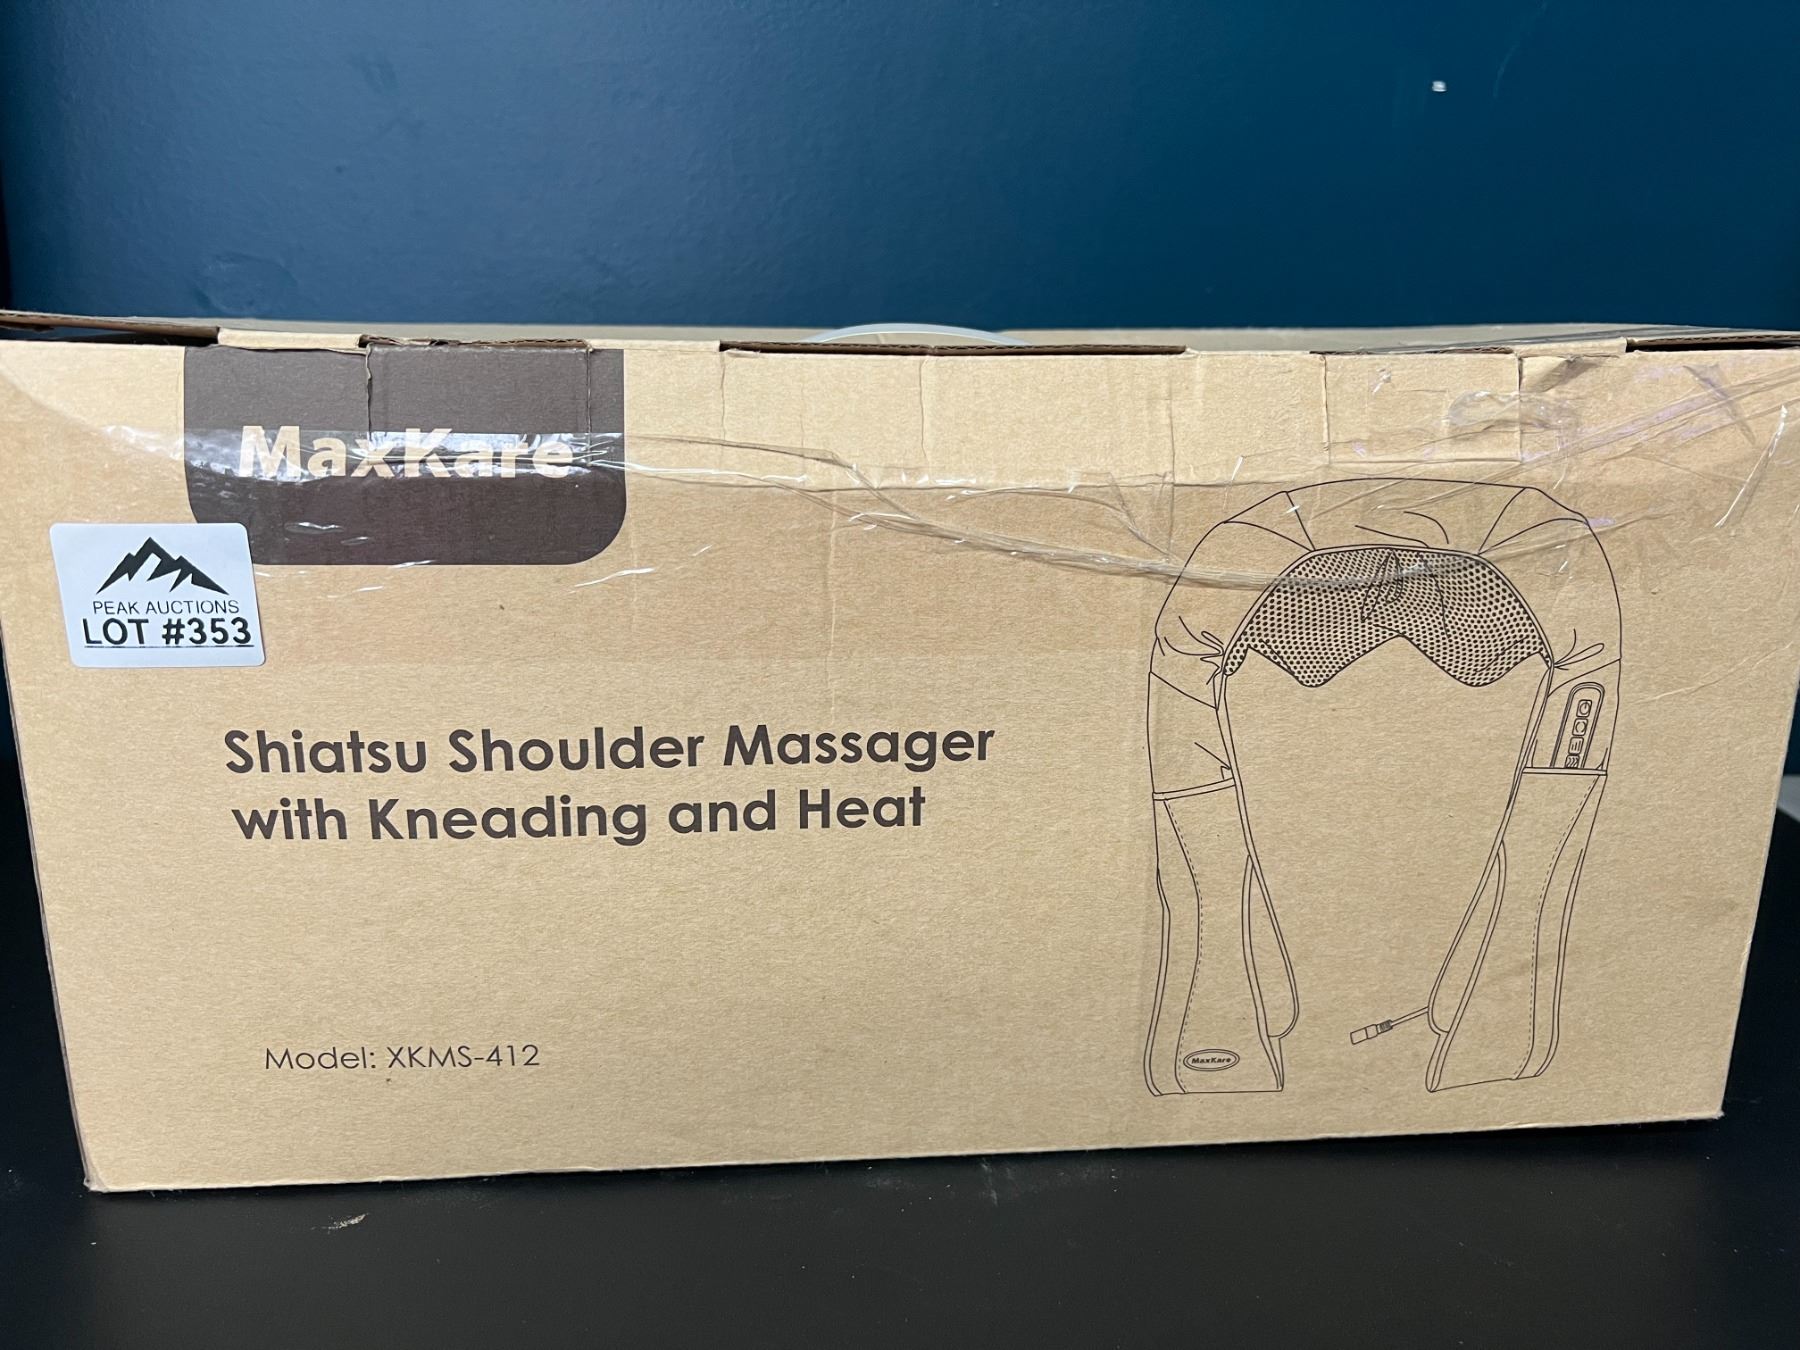 MaxKare
PEAK AUCTIONS
LOT #353
Shiatsu Shoulder Massager
with Kneading and Heat
Model: XKMS-412
MaxKare